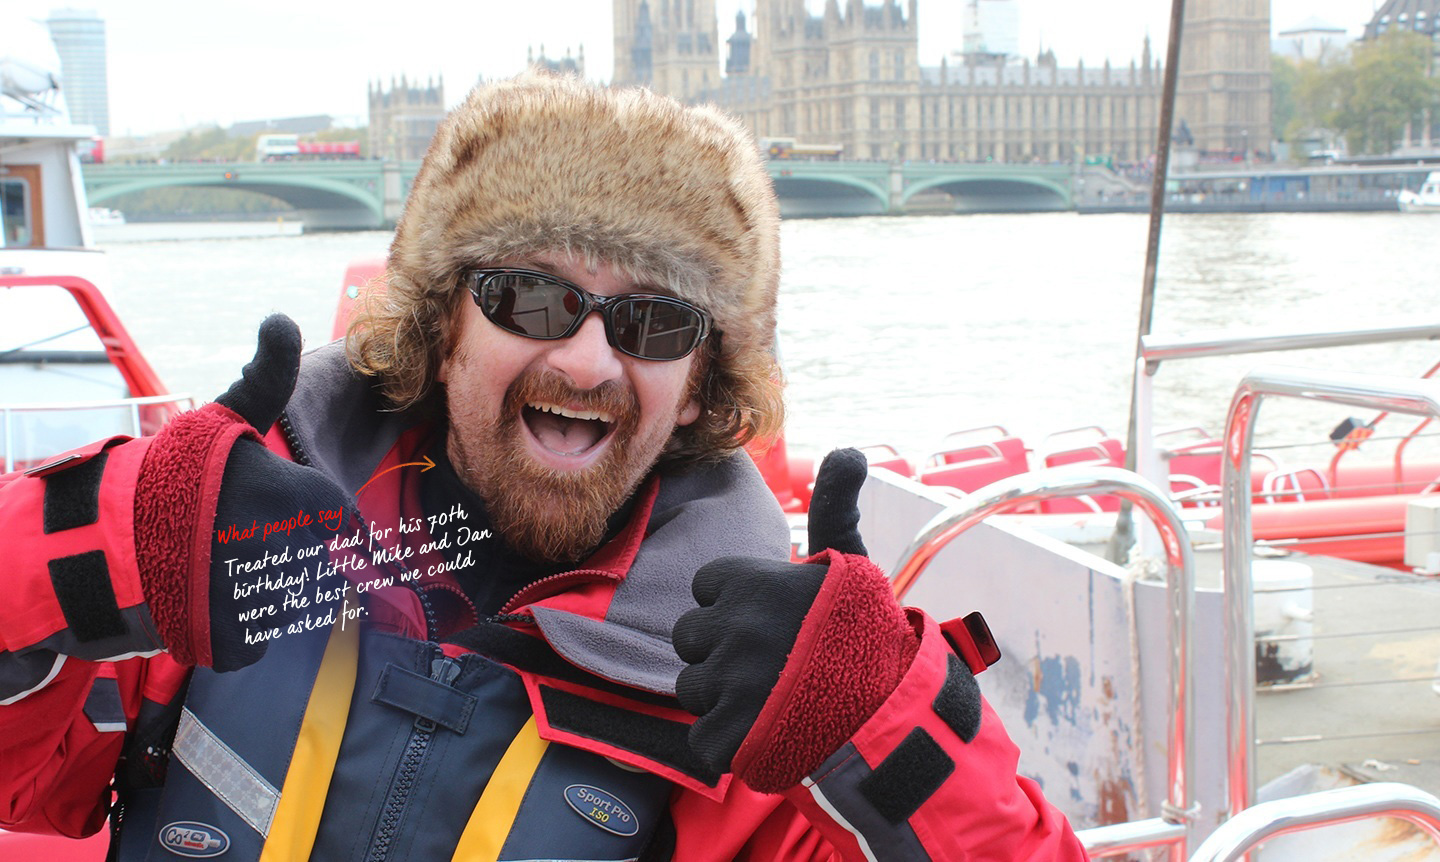 What people say
Treated our dad for his 70th
birthday! Little Mike and Dan
were the best crew we could
have asked for.
Sport Pro
ISO